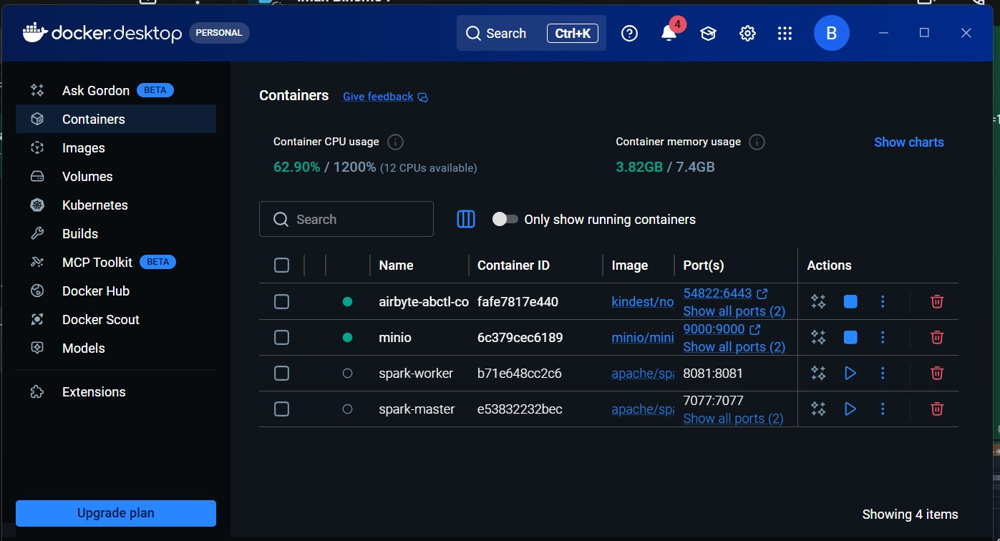 docker.desktop PERSONAL Search Ctrl+K 4 B
Ask Gordon BETA
Containers
Images
Volumes
Kubernetes
Builds
MCP Toolkit BETA
Docker Hub
Docker Scout
Models
Extensions
Upgrade plan
Containers Give feedback
Container CPU usage
62.90% / 1200% (12 CPUs available)
Container memory usage
3.82GB / 7.4GB
Show charts
Search
Only show running containers
Name Container ID Image Port(s) Actions
airbyte-abctl-co fafe7817e440 kindest/no 54822:6443
Show all ports (2)
minio 6c379cec6189 minio/mini 9000:9000
Show all ports (2)
spark-worker b71e648cc2c6 apache/spa 8081:8081
spark-master e53832232bec apache/spa 7077:7077
Show all ports (2)
Showing 4 items